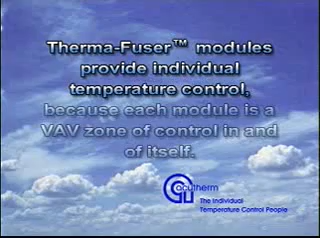 Therma-Fuser™ modules
provide individual
temperature control,
because each module is a
VAV zone of control in and
of itself.
acutherm
The Individual
Temperature Control People